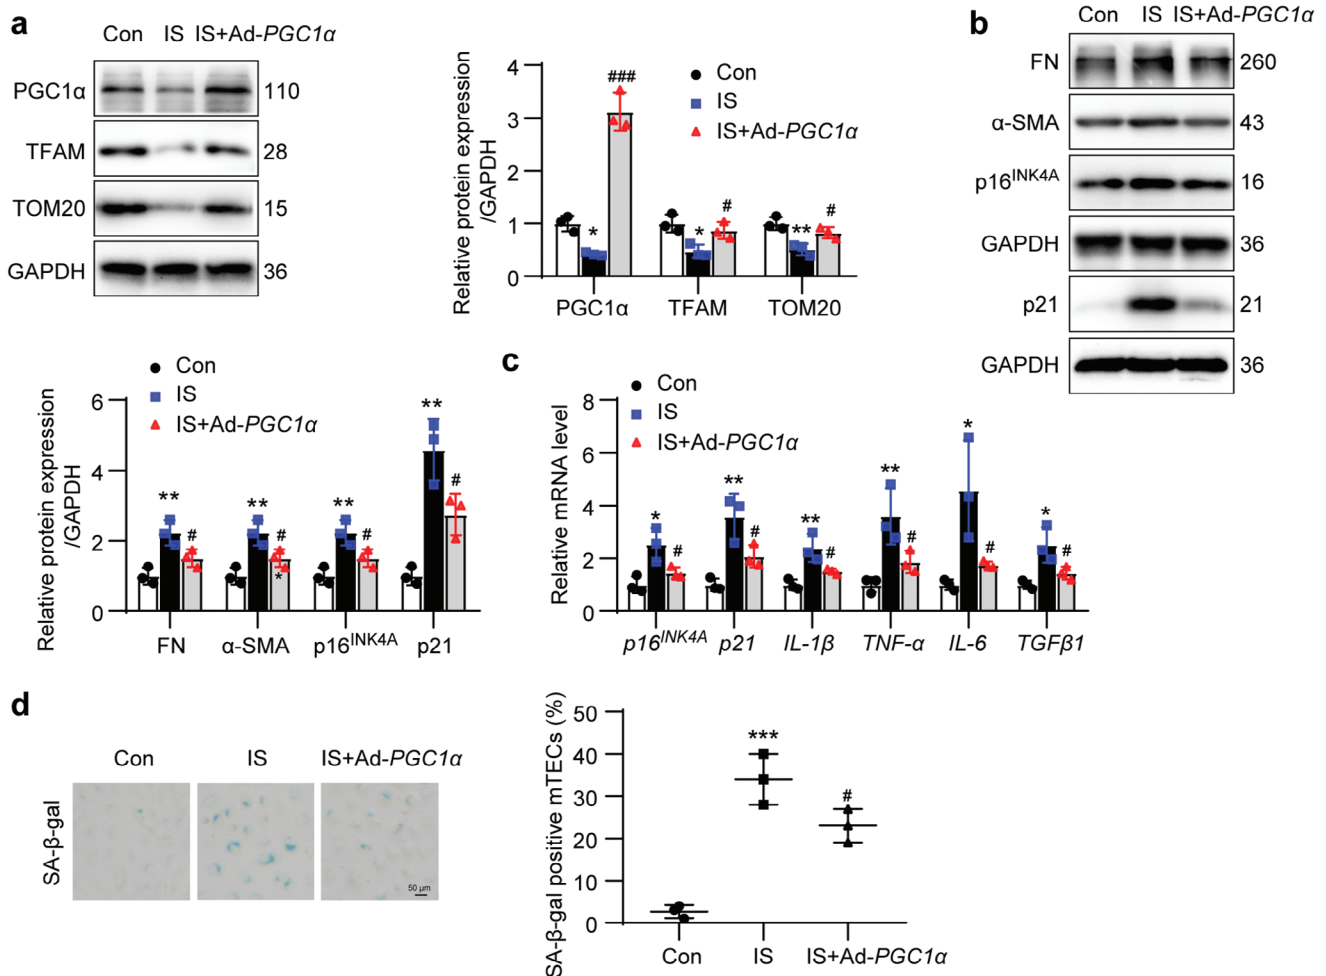 a
Con IS IS+Ad-PGC1α
PGC1α 110
TFAM 28
TOM20 15
GAPDH 36
Relative protein expression
/GAPDH
4
3
2
1
0
Con
IS
IS+Ad-PGC1α
###
* * ** # #
PGC1α TFAM TOM20
b
Con IS IS+Ad-PGC1α
FN 260
α-SMA 43
p16INK4A 16
GAPDH 36
p21 21
GAPDH 36
Relative protein expression
/GAPDH
6
4
2
0
Con
IS
IS+Ad-PGC1α
** # ** # * ** # ** #
FN α-SMA p16INK4A p21
c
Relative mRNA level
8
6
4
2
0
Con
IS
IS+Ad-PGC1α
* # ** # ** # ** # * # * #
p16INK4A p21 IL-1β TNF-α IL-6 TGFβ1
d
Con IS IS+Ad-PGC1α
SA-β-gal
50 μm
SA-β-gal positive mTECs (%)
50
40
30
20
10
0
***
#
Con IS IS+Ad-PGC1α